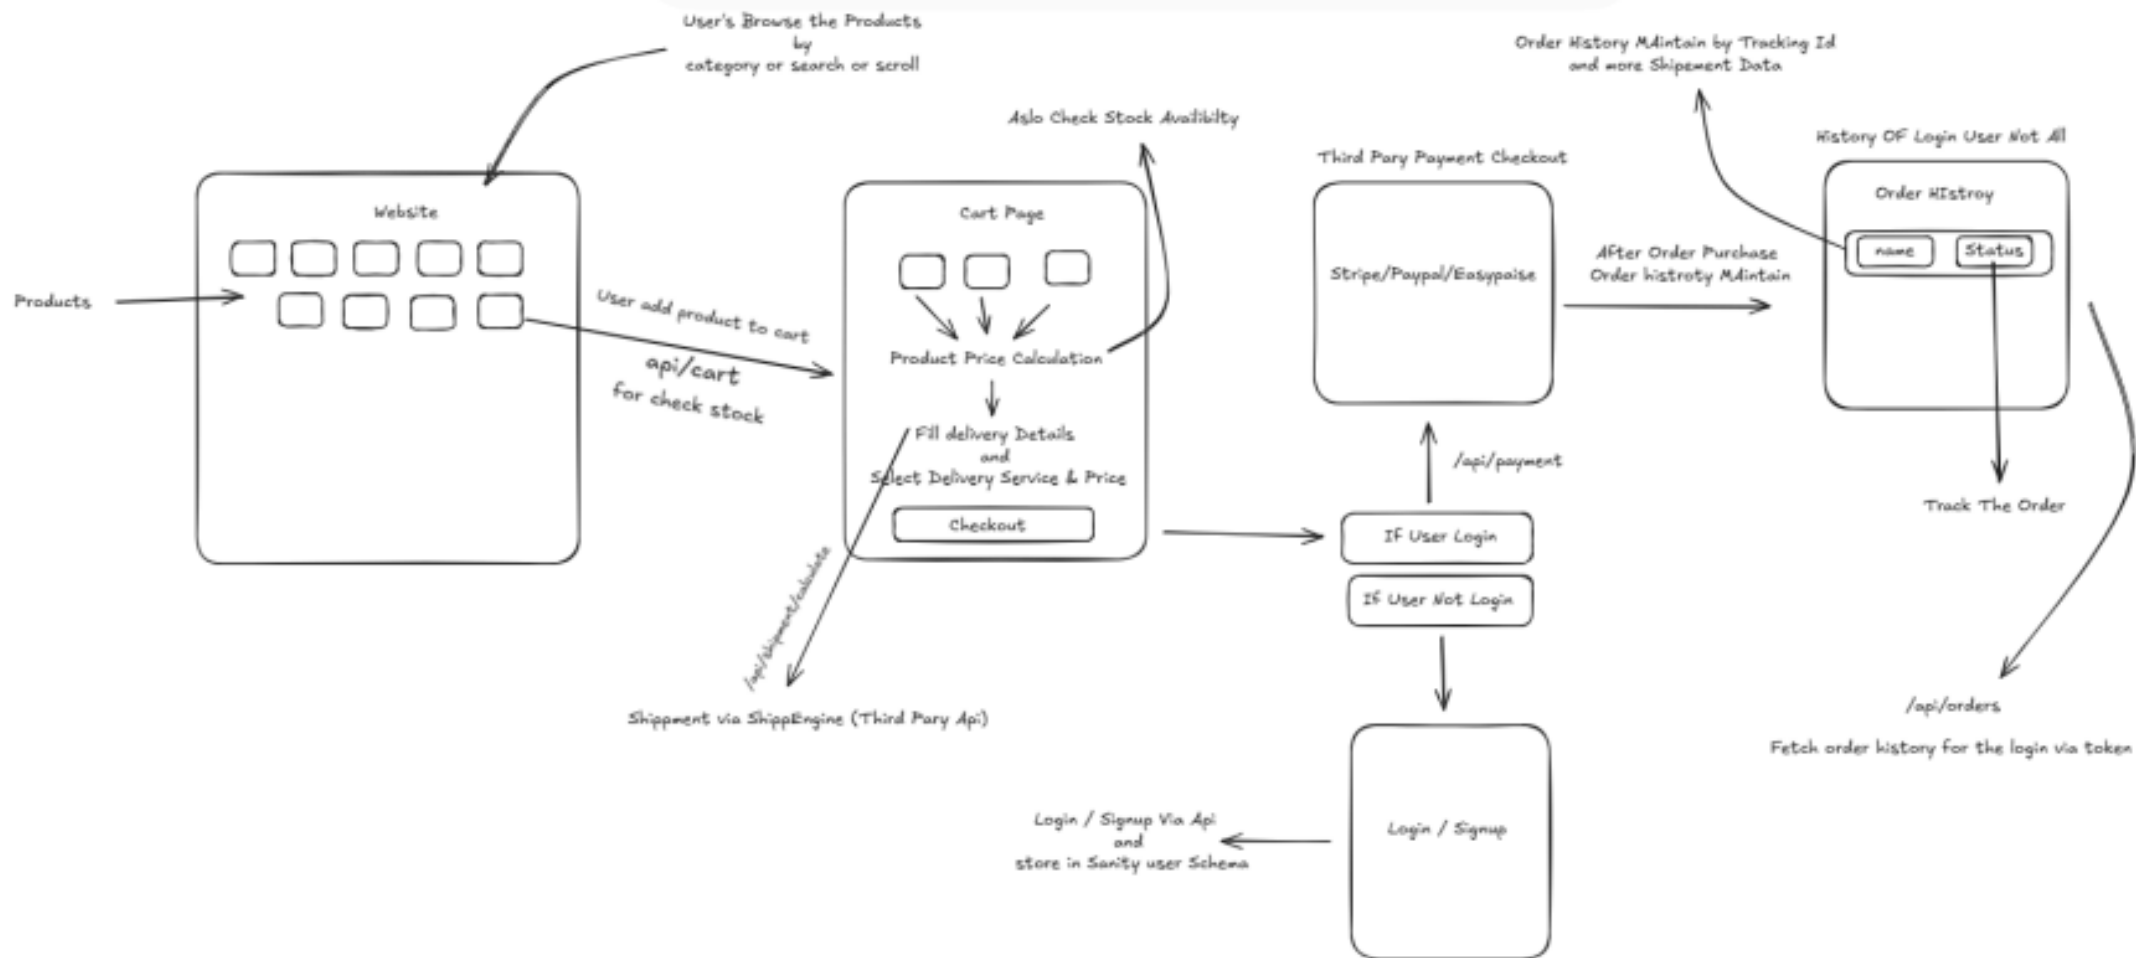 User's Browse the Products
by
category or search or scroll
Products
Website
User add product to cart
api/cart
for check stock
Aslo Check Stock Availibilty
Cart Page
Product Price Calculation
Fill delivery Details
and
Select Delivery Service & Price
Checkout
/api/shipment/calculate
Shippment via ShippEngine (Third Pary Api)
Third Pary Payment Checkout
Stripe/Paypal/Easypaise
/api/payment
IF User Login
If User Not Login
Login / Signup
Login / Signup Via Api
and
store in Sanity user Schema
After Order Purchase
Order histroty MAintain
Order History MAintain by Tracking Id
and more Shipement Data
History OF Login User Not All
Order HIstroy
name
Status
Track The Order
/api/orders
Fetch order history for the login via token